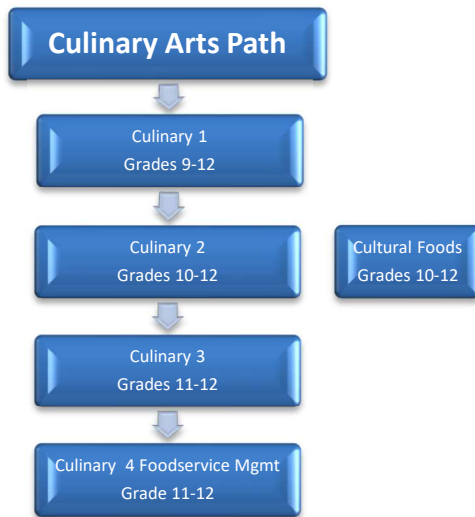 Culinary Arts Path
Culinary 1
Grades 9-12
Culinary 2
Grades 10-12
Cultural Foods
Grades 10-12
Culinary 3
Grades 11-12
Culinary  4 Foodservice Mgmt
Grade 11-12